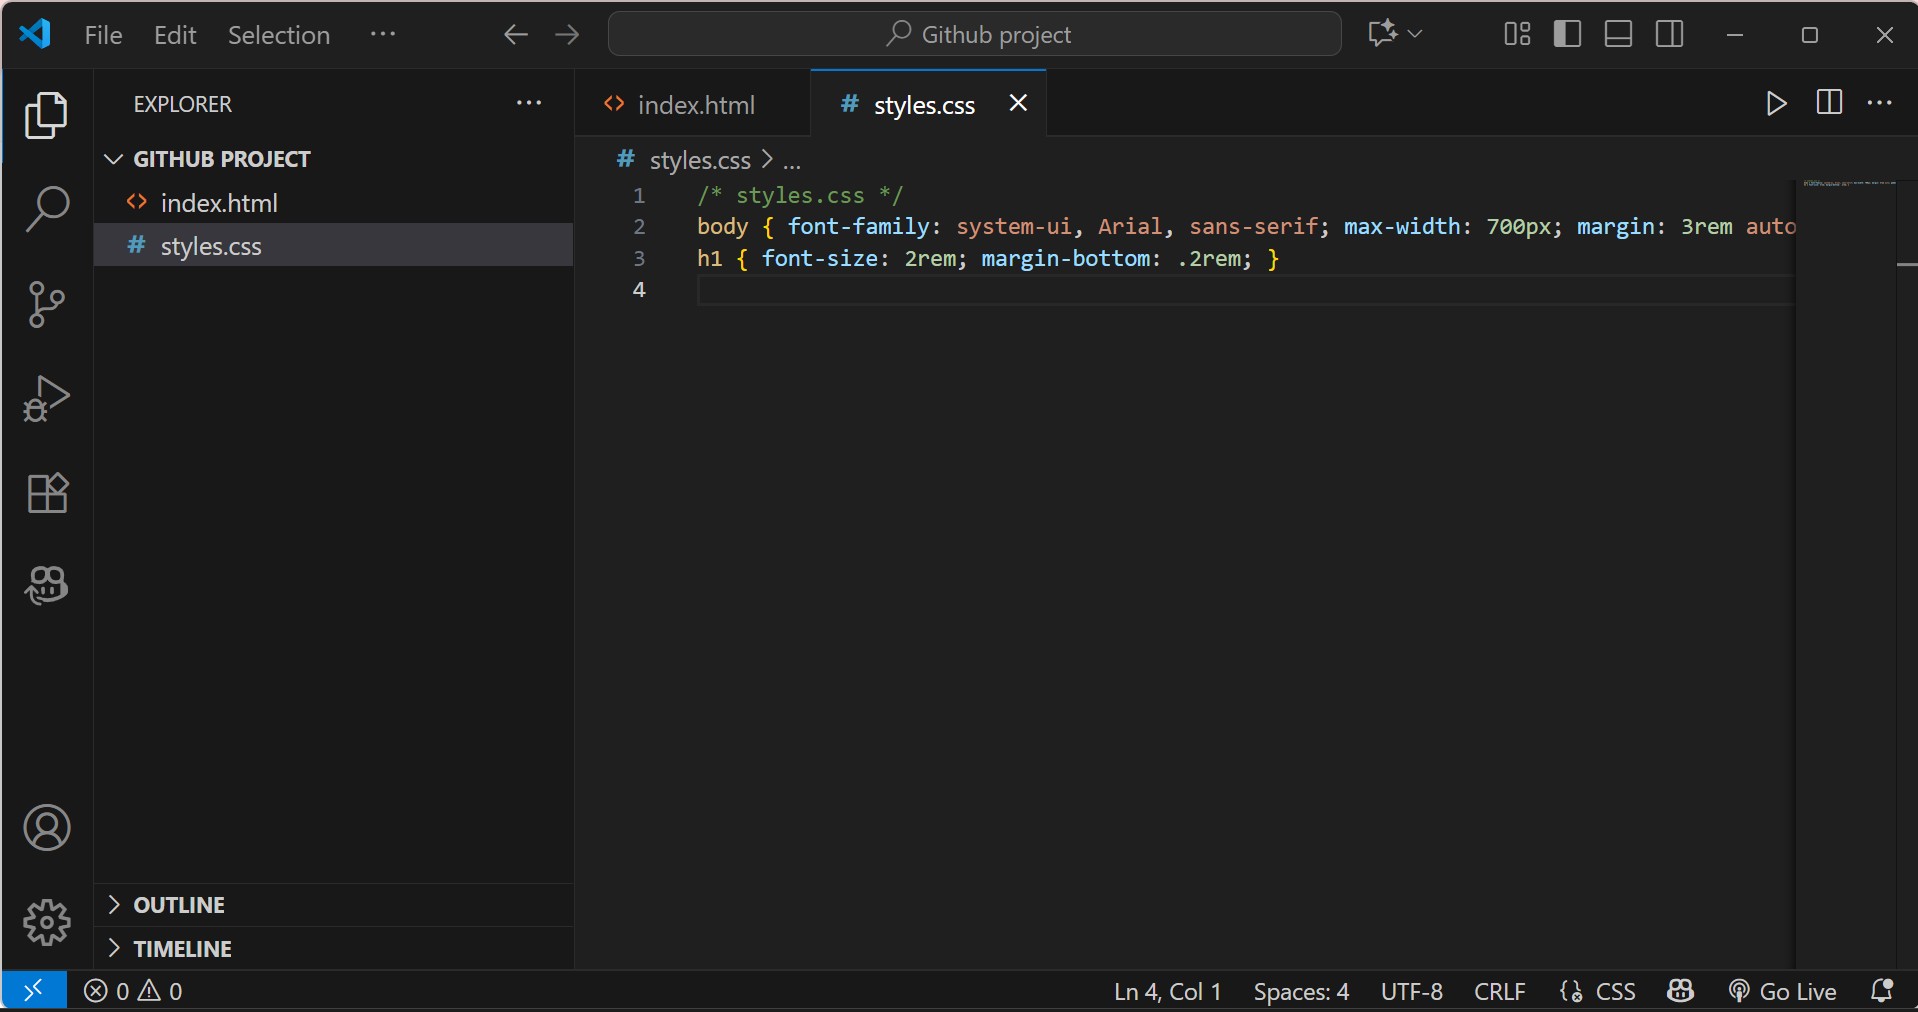 File Edit Selection ···
Github project
EXPLORER
GITHUB PROJECT
index.html
styles.css
index.html
styles.css
styles.css > ...
1 /* styles.css */
2 body { font-family: system-ui, Arial, sans-serif; max-width: 700px; margin: 3rem auto
3 h1 { font-size: 2rem; margin-bottom: .2rem; }
4
OUTLINE
TIMELINE
0 0 Ln 4, Col 1 Spaces: 4 UTF-8 CRLF CSS Go Live